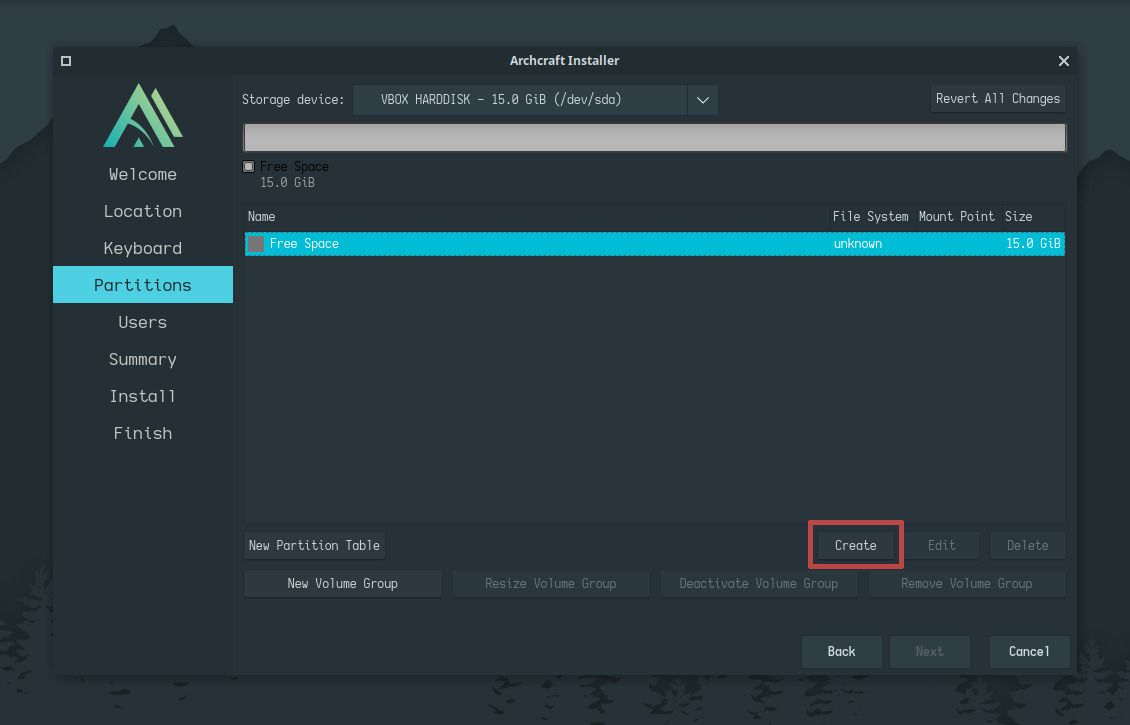 Archcraft Installer
Storage device: VBOX HARDDISK – 15.0 GiB (/dev/sda) Revert All Changes
Free Space
15.0 GiB
Welcome
Location
Keyboard
Partitions
Users
Summary
Install
Finish
Name File System Mount Point Size
Free Space unknown 15.0 GiB
New Partition Table Create Edit Delete
New Volume Group Resize Volume Group Deactivate Volume Group Remove Volume Group
Back Next Cancel